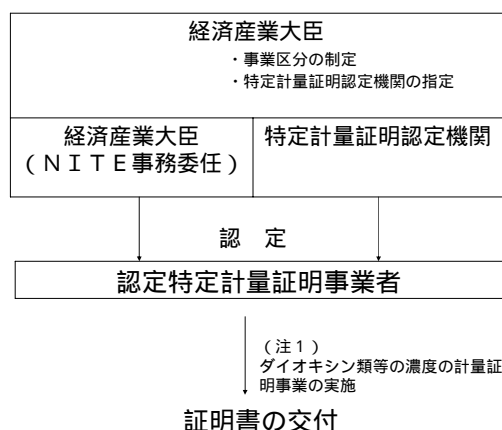 経済産業大臣
・事業区分の制定
・特定計量証明認定機関の指定
経済産業大臣
(NITE事務委任)
特定計量証明認定機関
認 定
認定特定計量証明事業者
(注1)
ダイオキシン類等の濃度の計量証
明事業の実施
証明書の交付